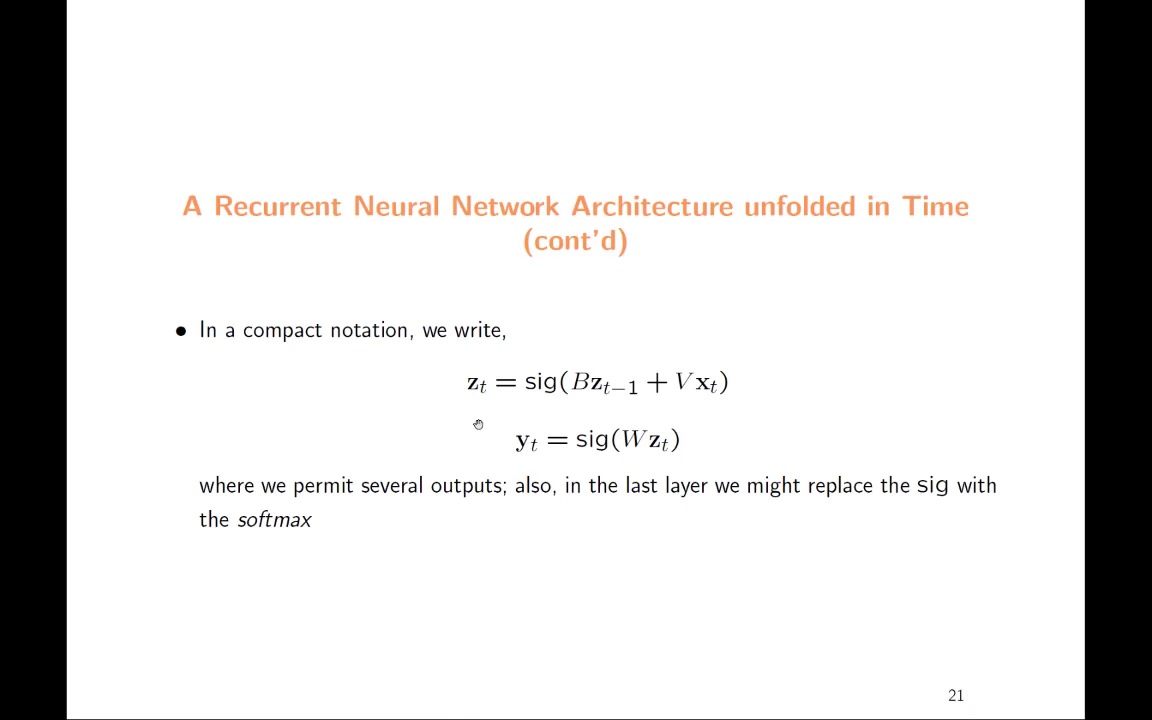 A Recurrent Neural Network Architecture unfolded in Time
(cont'd)
• In a compact notation, we write,
𝐳ₜ = sig(B𝐳ₜ₋₁ + V𝐱ₜ)
𝐲ₜ = sig(W𝐳ₜ)
where we permit several outputs; also, in the last layer we might replace the sig with
the softmax
21